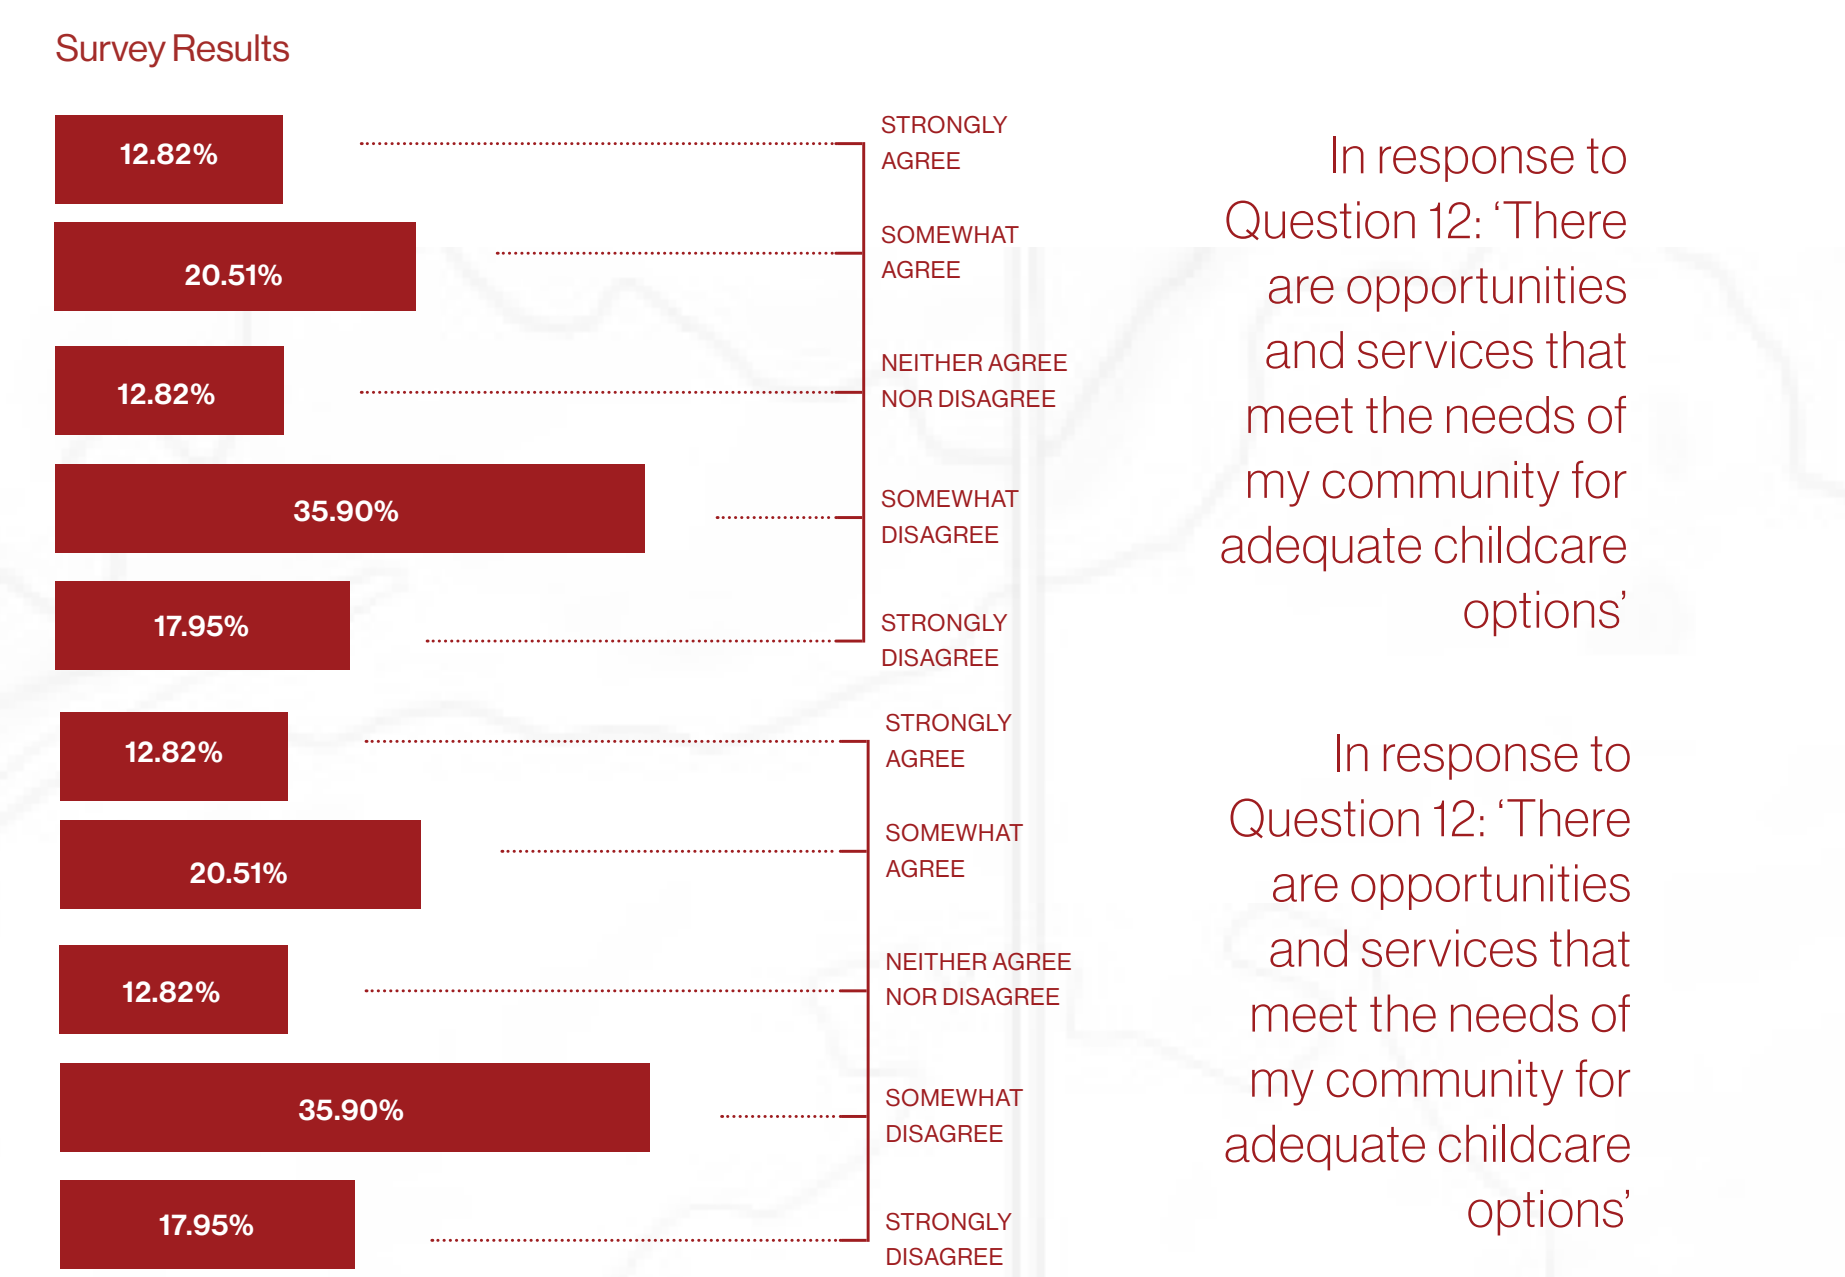 Survey Results
12.82%
STRONGLY
AGREE
20.51%
SOMEWHAT
AGREE
12.82%
NEITHER AGREE
NOR DISAGREE
35.90%
SOMEWHAT
DISAGREE
17.95%
STRONGLY
DISAGREE
In response to
Question 12: ‘There
are opportunities
and services that
meet the needs of
my community for
adequate childcare
options’
12.82%
STRONGLY
AGREE
20.51%
SOMEWHAT
AGREE
12.82%
NEITHER AGREE
NOR DISAGREE
35.90%
SOMEWHAT
DISAGREE
17.95%
STRONGLY
DISAGREE
In response to
Question 12: ‘There
are opportunities
and services that
meet the needs of
my community for
adequate childcare
options’